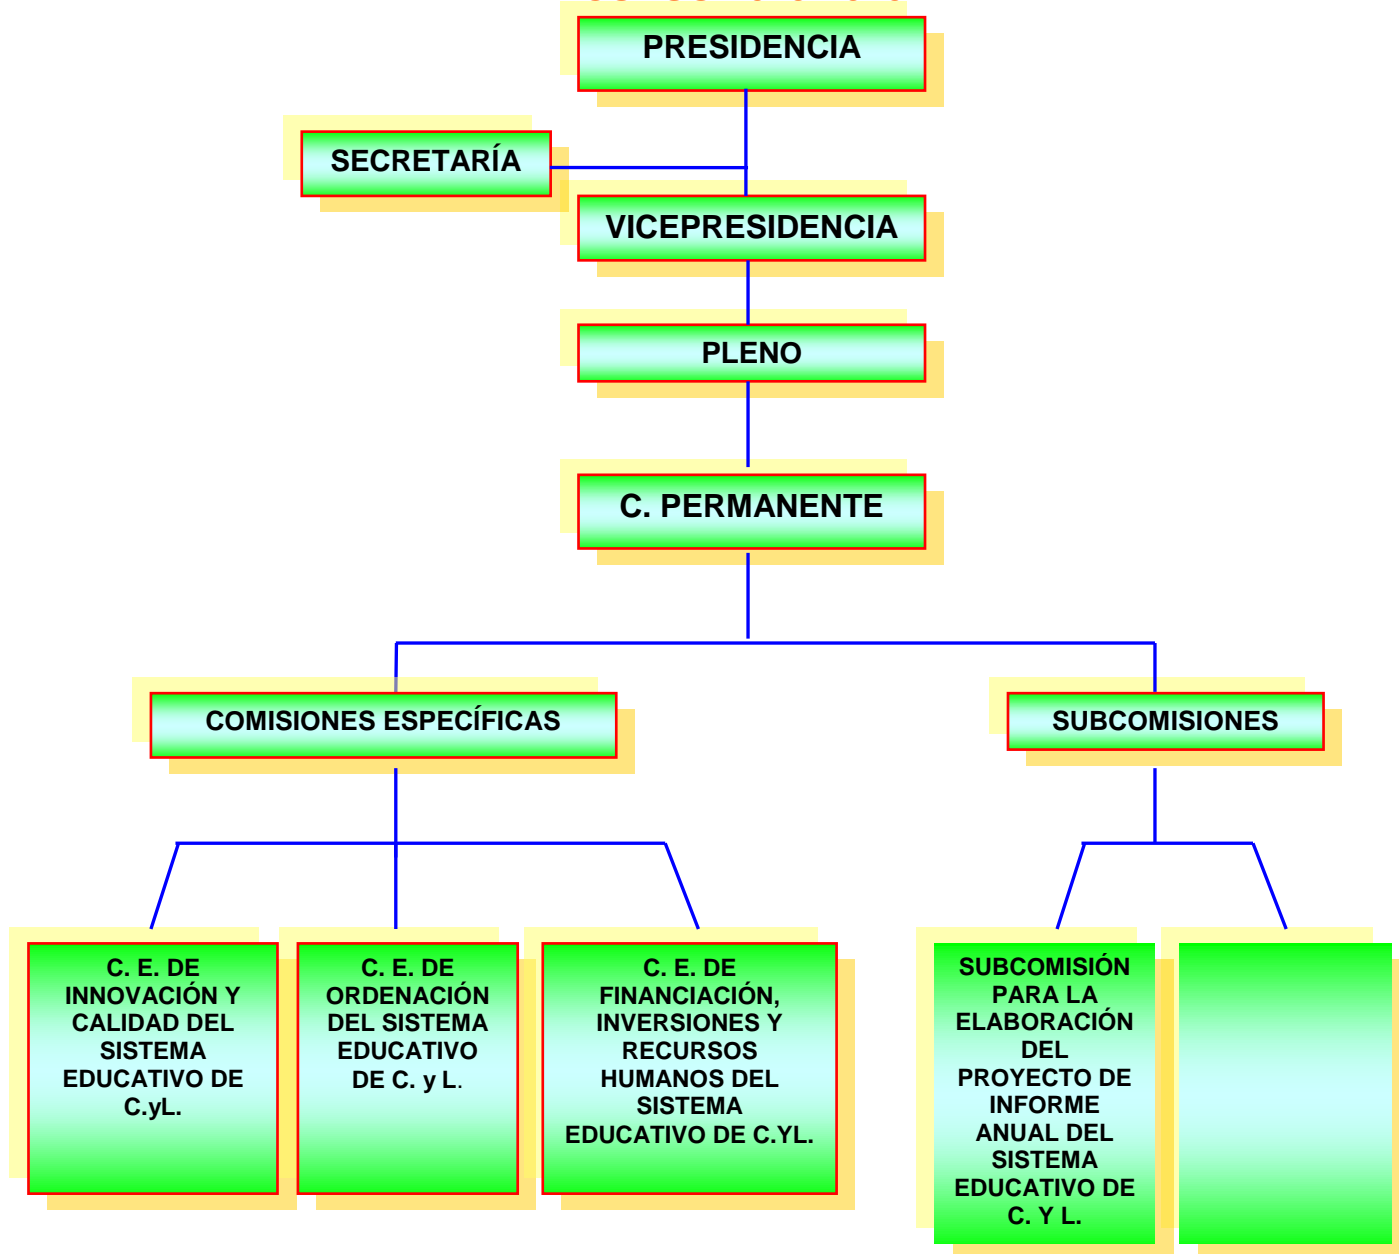 PRESIDENCIA
SECRETARÍA
VICEPRESIDENCIA
PLENO
C. PERMANENTE
COMISIONES ESPECÍFICAS
SUBCOMISIONES
C. E. DE
INNOVACIÓN Y
CALIDAD DEL
SISTEMA
EDUCATIVO DE
C.yL.
C. E. DE
ORDENACIÓN
DEL SISTEMA
EDUCATIVO
DE C. y L.
C. E. DE
FINANCIACIÓN,
INVERSIONES Y
RECURSOS
HUMANOS DEL
SISTEMA
EDUCATIVO DE C.YL.
SUBCOMISIÓN
PARA LA
ELABORACIÓN
DEL
PROYECTO DE
INFORME
ANUAL DEL
SISTEMA
EDUCATIVO DE
C. Y L.